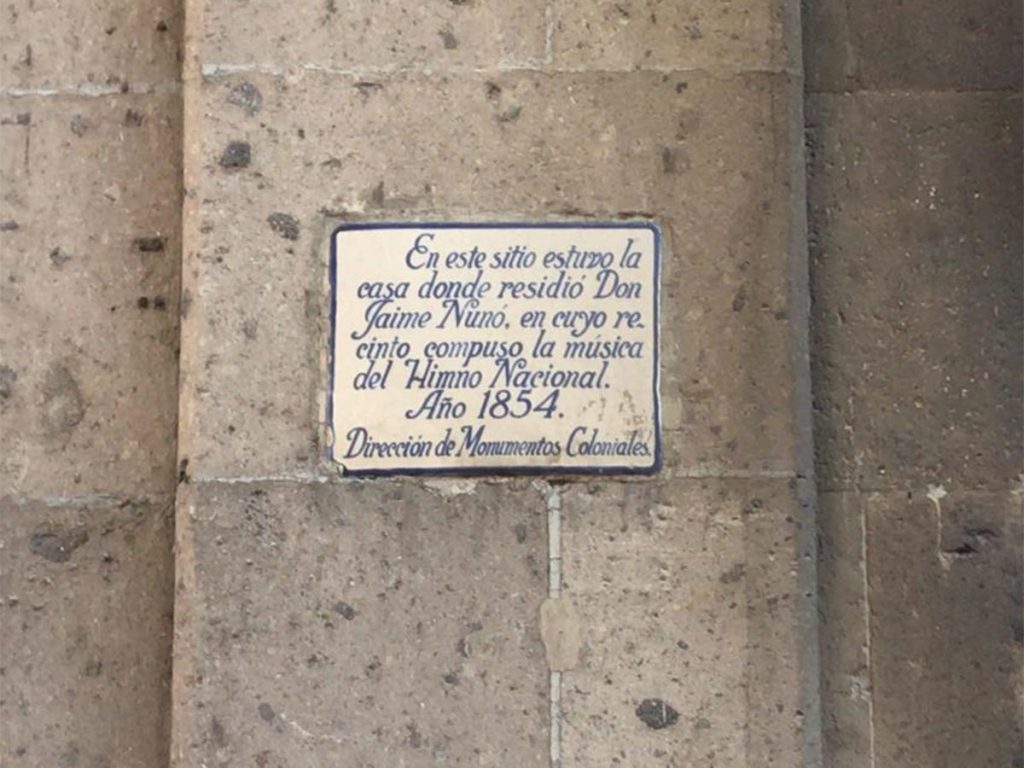 En este sitio estuvo la
casa donde residió Don
Jaime Nunó, en cuyo re-
cinto compuso la música
del Himno Nacional.
Año 1854.
Dirección de Monumentos Coloniales.